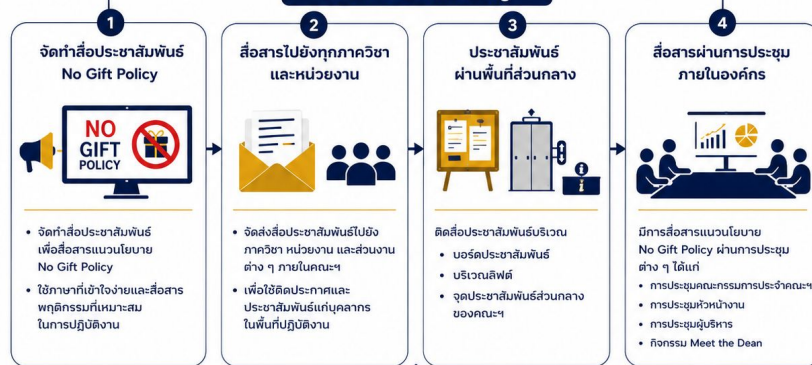 1
จัดทำสื่อประชาสัมพันธ์
No Gift Policy
NO
GIFT
POLICY
• จัดทำสื่อประชาสัมพันธ์
เพื่อสื่อสารแนวนโยบาย
No Gift Policy
• ใช้ภาษาที่เข้าใจง่ายและสื่อสาร
พฤติกรรมที่เหมาะสม
ในการปฏิบัติงาน
2
สื่อสารไปยังทุกภาควิชา
และหน่วยงาน
• จัดส่งสื่อประชาสัมพันธ์ไปยัง
ภาควิชา หน่วยงาน และส่วนงาน
ต่าง ๆ ภายในคณะฯ
• เพื่อใช้ติดประกาศและ
ประชาสัมพันธ์แก่บุคลากร
ในพื้นที่ปฏิบัติงาน
3
ประชาสัมพันธ์
ผ่านพื้นที่ส่วนกลาง
ติดสื่อประชาสัมพันธ์บริเวณ
• บอร์ดประชาสัมพันธ์
• บริเวณลิฟต์
• จุดประชาสัมพันธ์ส่วนกลาง
ของคณะฯ
4
สื่อสารผ่านการประชุม
ภายในองค์กร
มีการสื่อสารแนวนโยบาย
No Gift Policy ผ่านการประชุม
ต่าง ๆ ได้แก่
• การประชุมคณะกรรมการประจำคณะฯ
• การประชุมหัวหน้างาน
• การประชุมผู้บริหาร
• กิจกรรม Meet the Dean